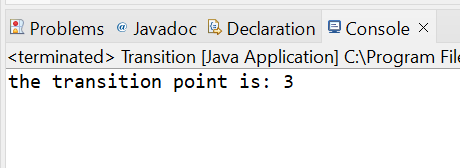 Problems @ Javadoc Declaration Console ×
<terminated> Transition [Java Application] C:\Program File
the transition point is: 3